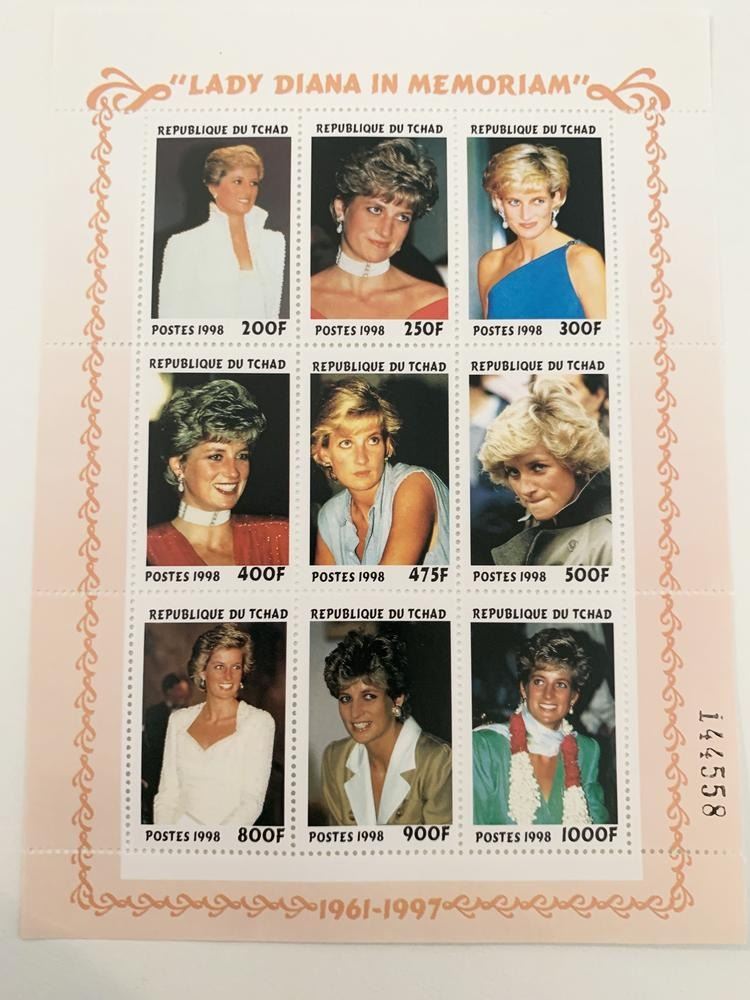 "LADY DIANA IN MEMORIAM"
REPUBLIQUE DU TCHAD
POSTES 1998 200F
REPUBLIQUE DU TCHAD
POSTES 1998 250F
REPUBLIQUE DU TCHAD
POSTES 1998 300F
REPUBLIQUE DU TCHAD
POSTES 1998 400F
REPUBLIQUE DU TCHAD
POSTES 1998 475F
REPUBLIQUE DU TCHAD
POSTES 1998 500F
REPUBLIQUE DU TCHAD
POSTES 1998 800F
REPUBLIQUE DU TCHAD
POSTES 1998 900F
REPUBLIQUE DU TCHAD
POSTES 1998 1000F
144558
1961-1997